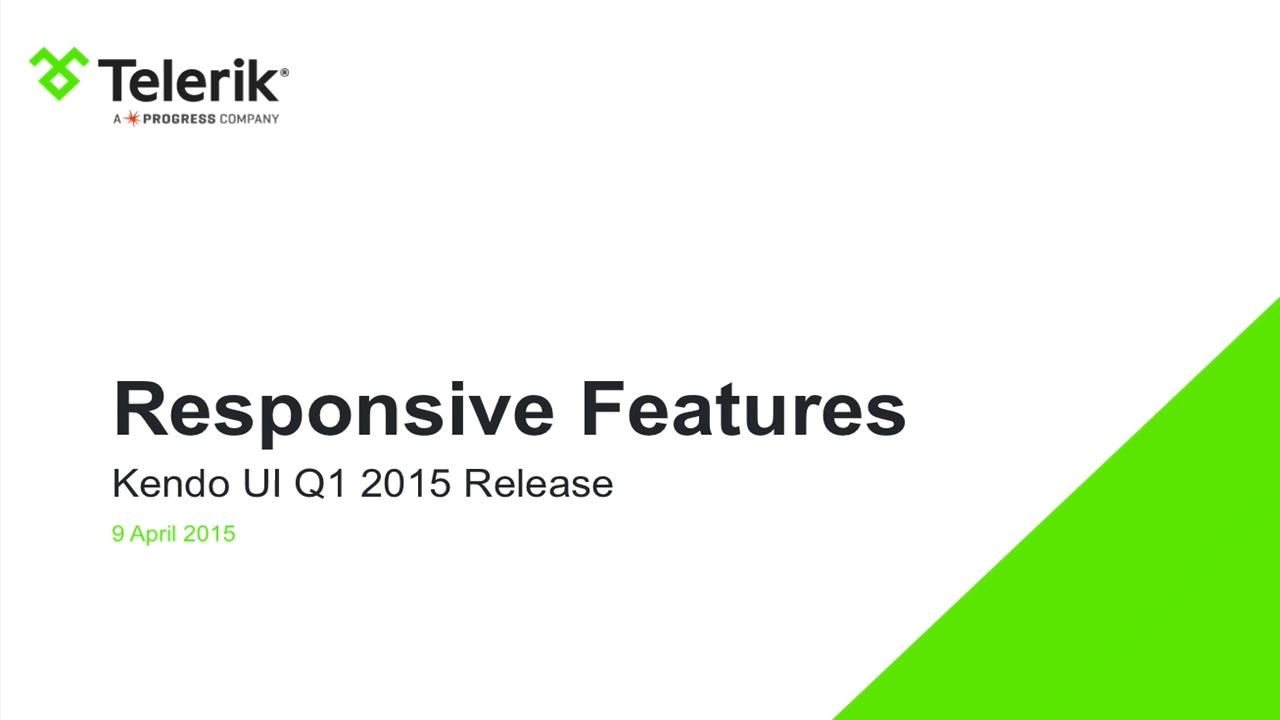 Telerik®
A PROGRESS COMPANY
Responsive Features
Kendo UI Q1 2015 Release
9 April 2015